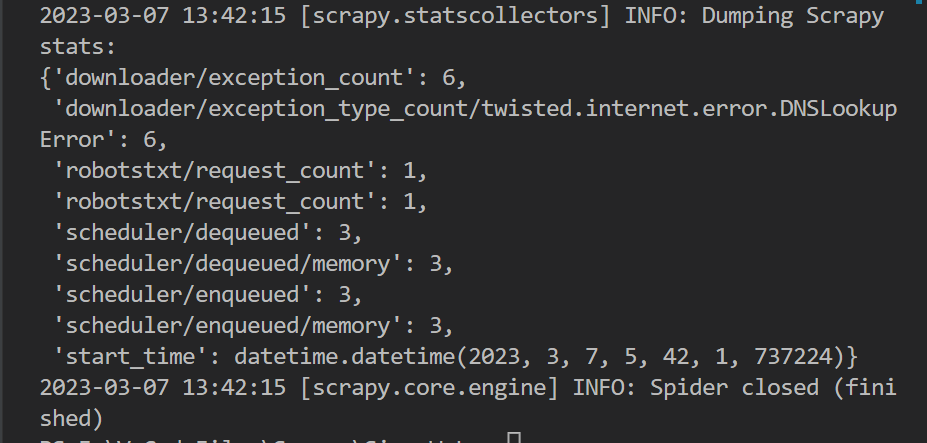 2023-03-07 13:42:15 [scrapy.statscollectors] INFO: Dumping Scrapy
stats:
{'downloader/exception_count': 6,
 'downloader/exception_type_count/twisted.internet.error.DNSLookup
Error': 6,
 'robotstxt/request_count': 1,
 'robotstxt/request_count': 1,
 'scheduler/dequeued': 3,
 'scheduler/dequeued/memory': 3,
 'scheduler/enqueued': 3,
 'scheduler/enqueued/memory': 3,
 'start_time': datetime.datetime(2023, 3, 7, 5, 42, 1, 737224)}
2023-03-07 13:42:15 [scrapy.core.engine] INFO: Spider closed (fini
shed)